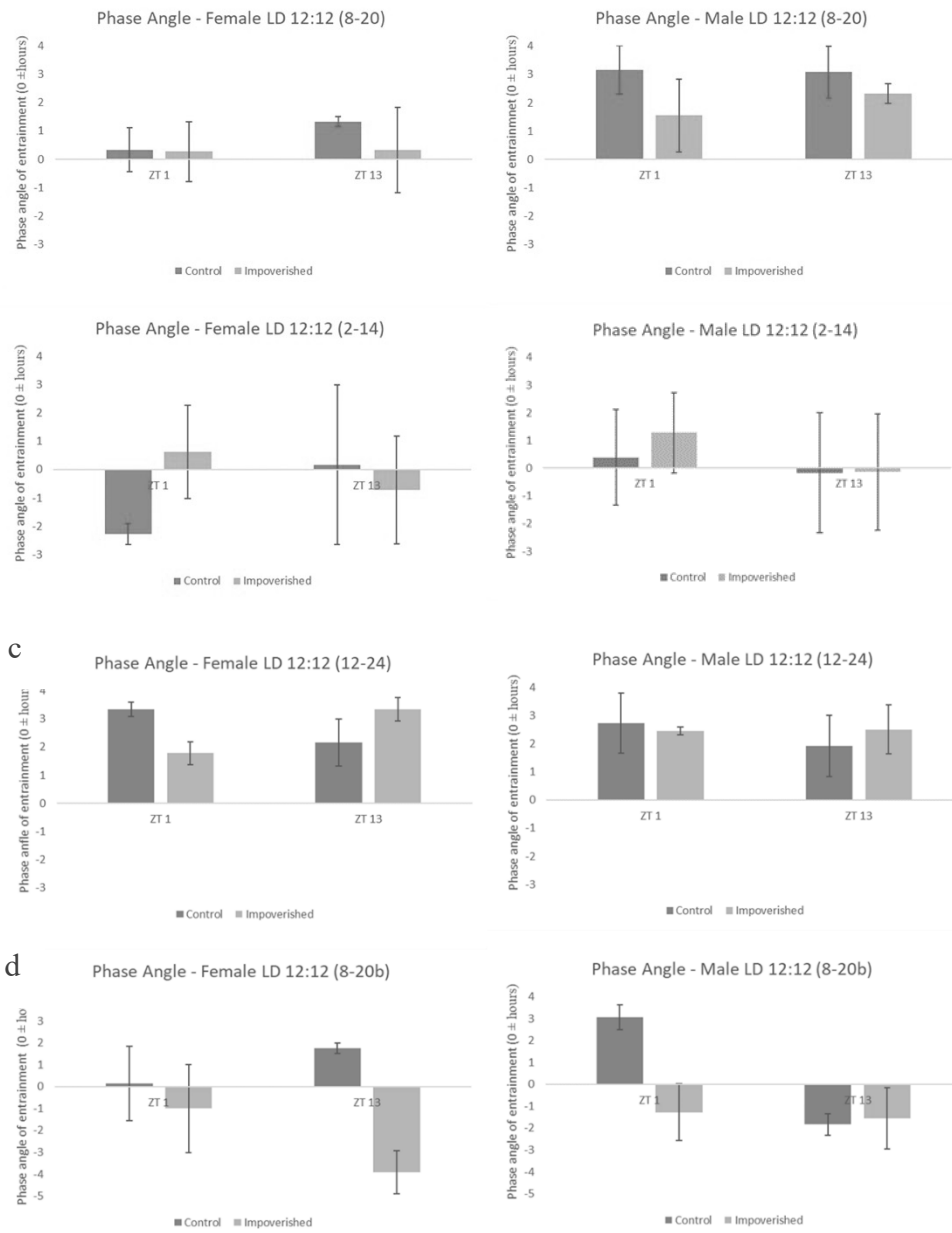 Phase Angle - Female LD 12:12 (8-20)
Phase angle of entrainment (0 ± hours)
4
3
2
1
0
-1
-2
-3
ZT 1
ZT 13
Control Impoverished
Phase Angle - Male LD 12:12 (8-20)
Phase angle of entrainmnet (0 ± hours)
4
3
2
1
0
-1
-2
-3
ZT 1
ZT 13
Control Impoverished
Phase Angle - Female LD 12:12 (2-14)
Phase angle of entrainment (0 ± hours)
4
3
2
1
0
-1
-2
-3
ZT 1
ZT 13
Control Impoverished
Phase Angle - Male LD 12:12 (2-14)
Phase angle of entrainment (0 ± hours)
4
3
2
1
0
-1
-2
-3
ZT 1
ZT 13
Control Impoverished
c
Phase Angle - Female LD 12:12 (12-24)
Phase anfle of entrainment (0 ± hour
4
3
2
1
0
-1
-2
-3
ZT 1
ZT 13
Control Impoverished
Phase Angle - Male LD 12:12 (12-24)
Phase angle of entrainment (0 ± hours)
4
3
2
1
0
-1
-2
-3
ZT 1
ZT 13
Control Impoverished
d
Phase Angle - Female LD 12:12 (8-20b)
Phase angle of entrainment (0 ± ho
3
2
1
0
-1
-2
-3
-4
-5
ZT 1
ZT 13
Control Impoverished
Phase Angle - Male LD 12:12 (8-20b)
Phase angle of entrainment (0 ± hours)
4
3
2
1
0
-1
-2
-3
-4
-5
ZT 1
ZT 13
Control Impoverished